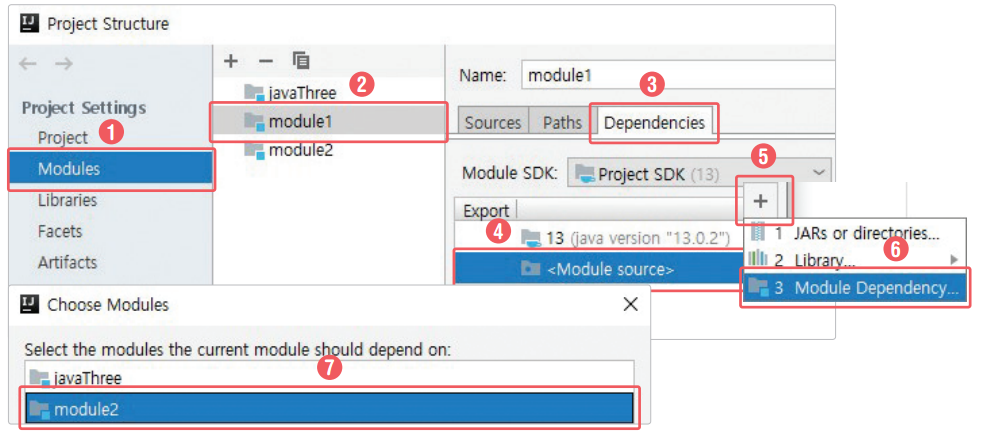 Project Structure
Project Settings
1
Project
Modules
Libraries
Facets
Artifacts
2
javaThree
module1
module2
Name: module1
3
Sources Paths Dependencies
Module SDK: Project SDK (13)
5
Export
4
13 (java version "13.0.2")
<Module source>
1 JARs or directories...
6
2 Library...
3 Module Dependency...
Choose Modules
Select the modules the current module should depend on:
7
javaThree
module2